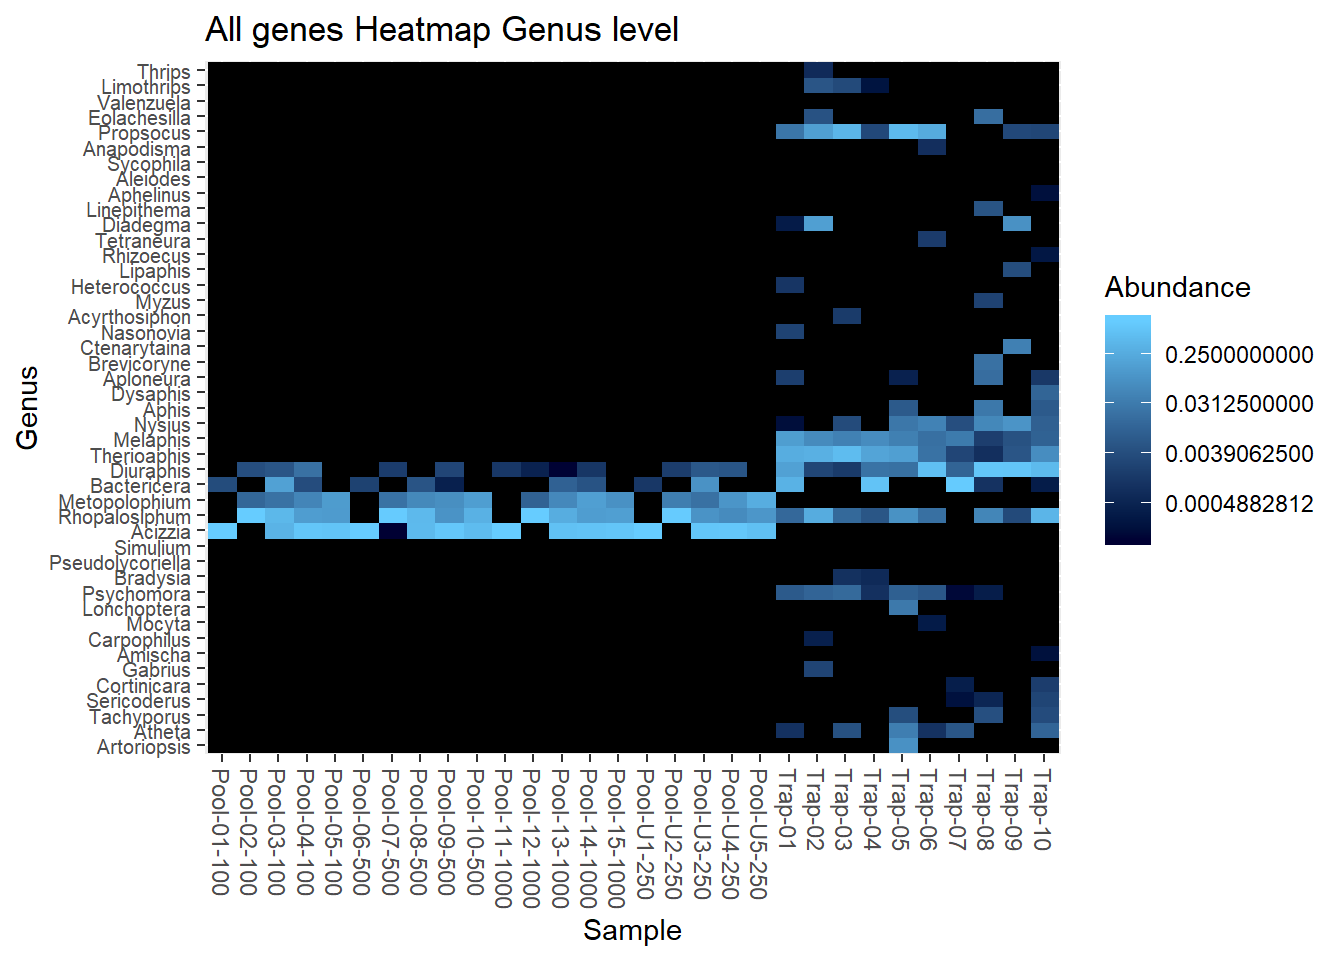 All genes Heatmap Genus level
Genus
Thrips
Limothrips
Valenzuela
Eolachesilla
Propsocus
Anapodisma
Sycophila
Aleiodes
Aphelinus
Linepithema
Diadegma
Tetraneura
Rhizoecus
Lipaphis
Heterococcus
Myzus
Acyrthosiphon
Nasonovia
Ctenarytaina
Brevicoryne
Aploneura
Dysaphis
Aphis
Nysius
Melaphis
Therioaphis
Diuraphis
Bactericera
Metopolophium
Rhopalosiphum
Acizzia
Simulium
Pseudolycoriella
Bradysia
Psychomora
Lonchoptera
Mocyta
Carpophilus
Amischa
Gabrius
Cortinicara
Sericoderus
Tachyporus
Atheta
Artoriopsis
Pool-01-100
Pool-02-100
Pool-03-100
Pool-04-100
Pool-05-100
Pool-06-500
Pool-07-500
Pool-08-500
Pool-09-500
Pool-10-500
Pool-11-1000
Pool-12-1000
Pool-13-1000
Pool-14-1000
Pool-15-1000
Pool-U1-250
Pool-U2-250
Pool-U3-250
Pool-U4-250
Pool-U5-250
Trap-01
Trap-02
Trap-03
Trap-04
Trap-05
Trap-06
Trap-07
Trap-08
Trap-09
Trap-10
Sample
Abundance
0.2500000000
0.0312500000
0.0039062500
0.0004882812